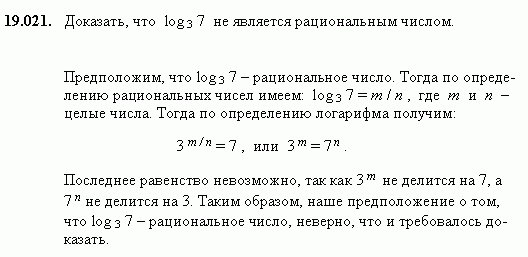 19.021. Доказать, что log₃ 7 не является рациональным числом.
Предположим, что log₃ 7 – рациональное число. Тогда по опреде-
лению рациональных чисел имеем: log₃ 7 = m / n , где m и n –
целые числа. Тогда по определению логарифма получим:
3^(m / n) = 7 , или 3^m = 7^n .
Последнее равенство невозможно, так как 3^m не делится на 7, а
7^n не делится на 3. Таким образом, наше предположение о том,
что log₃ 7 – рациональное число, неверно, что и требовалось до-
казать.